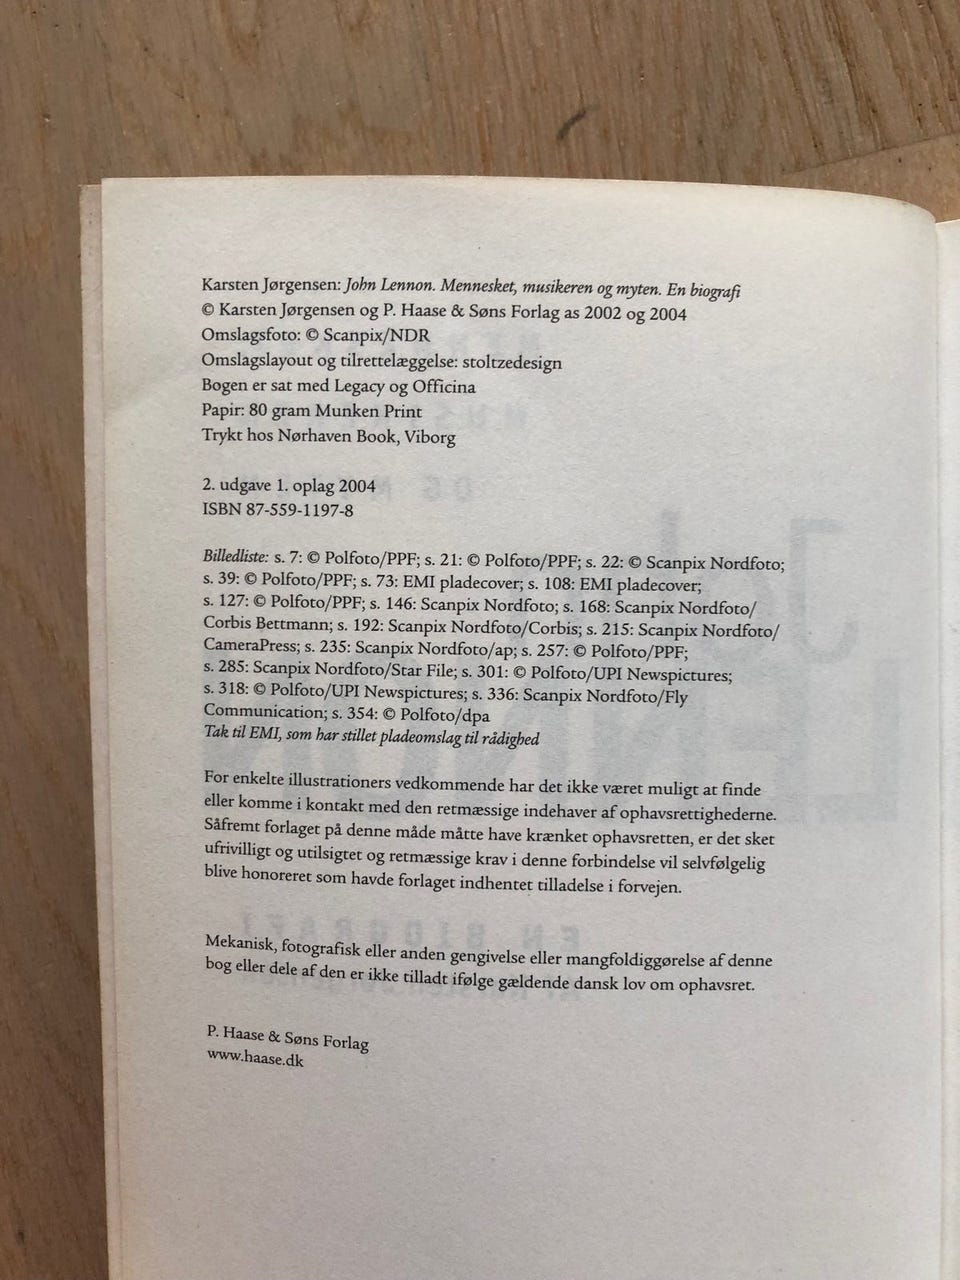 Karsten Jørgensen: John Lennon. Mennesket, musikeren og myten. En biografi
© Karsten Jørgensen og P. Haase & Søns Forlag as 2002 og 2004
Omslagsfoto: © Scanpix/NDR
Omslagslayout og tilrettelæggelse: stoltzedesign
Bogen er sat med Legacy og Officina
Papir: 80 gram Munken Print
Trykt hos Nørhaven Book, Viborg
2. udgave 1. oplag 2004
ISBN 87-559-1197-8
Billedliste: s. 7: © Polfoto/PPF; s. 21: © Polfoto/PPF; s. 22: © Scanpix Nordfoto;
s. 39: © Polfoto/PPF; s. 73: EMI pladecover; s. 108: EMI pladecover;
s. 127: © Polfoto/PPF; s. 146: Scanpix Nordfoto; s. 168: Scanpix Nordfoto/
Corbis Bettmann; s. 192: Scanpix Nordfoto/Corbis; s. 215: Scanpix Nordfoto/
CameraPress; s. 235: Scanpix Nordfoto/ap; s. 257: © Polfoto/PPF;
s. 285: Scanpix Nordfoto/Star File; s. 301: © Polfoto/UPI Newspictures;
s. 318: © Polfoto/UPI Newspictures; s. 336: Scanpix Nordfoto/Fly
Communication; s. 354: © Polfoto/dpa
Tak til EMI, som har stillet pladeomslag til rådighed
For enkelte illustrationers vedkommende har det ikke været muligt at finde
eller komme i kontakt med den retmæssige indehaver af ophavsrettighederne.
Såfremt forlaget på denne måde måtte have krænket ophavsretten, er det sket
ufrivilligt og utilsigtet og retmæssige krav i denne forbindelse vil selvfølgelig
blive honoreret som havde forlaget indhentet tilladelse i forvejen.
Mekanisk, fotografisk eller anden gengivelse eller mangfoldiggørelse af denne
bog eller dele af den er ikke tilladt ifølge gældende dansk lov om ophavsret.
P. Haase & Søns Forlag
www.haase.dk